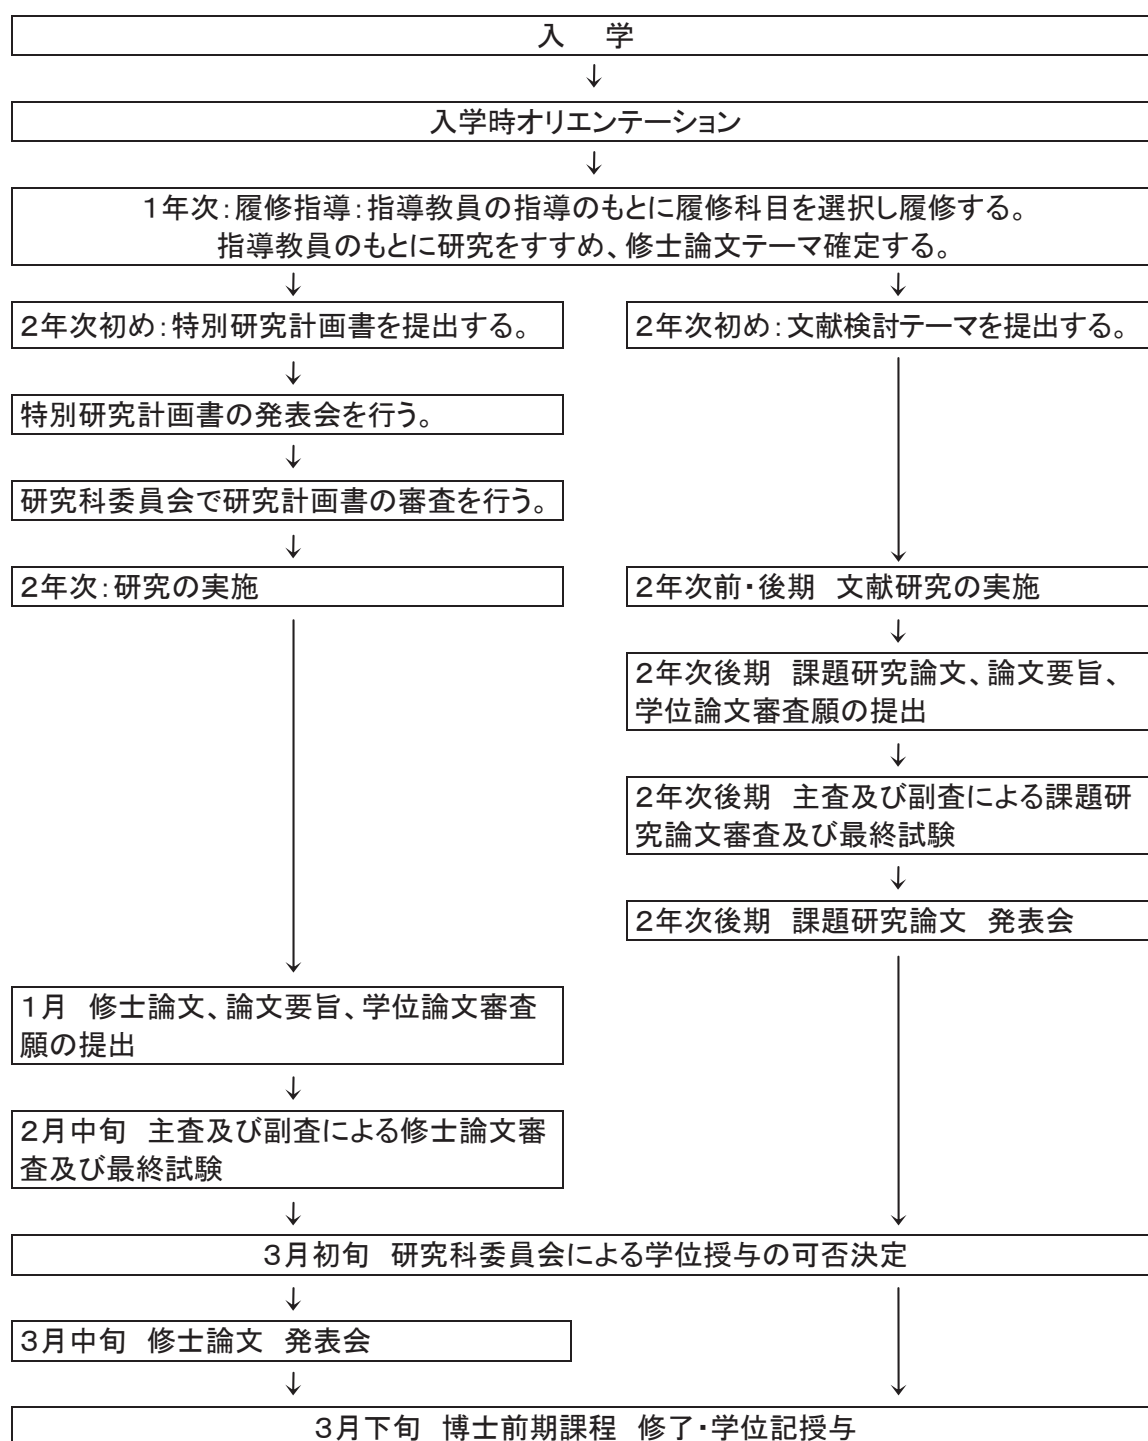 入　学
入学時オリエンテーション
1年次：履修指導：指導教員の指導のもとに履修科目を選択し履修する。
指導教員のもとに研究をすすめ、修士論文テーマ確定する。
2年次初め：特別研究計画書を提出する。
特別研究計画書の発表会を行う。
研究科委員会で研究計画書の審査を行う。
2年次：研究の実施
2年次初め：文献検討テーマを提出する。
2年次前・後期　文献研究の実施
2年次後期　課題研究論文、論文要旨、
学位論文審査願の提出
2年次後期　主査及び副査による課題研
究論文審査及び最終試験
2年次後期　課題研究論文　発表会
1月　修士論文、論文要旨、学位論文審査
願の提出
2月中旬　主査及び副査による修士論文審
査及び最終試験
3月初旬　研究科委員会による学位授与の可否決定
3月中旬　修士論文　発表会
3月下旬　博士前期課程　修了・学位記授与